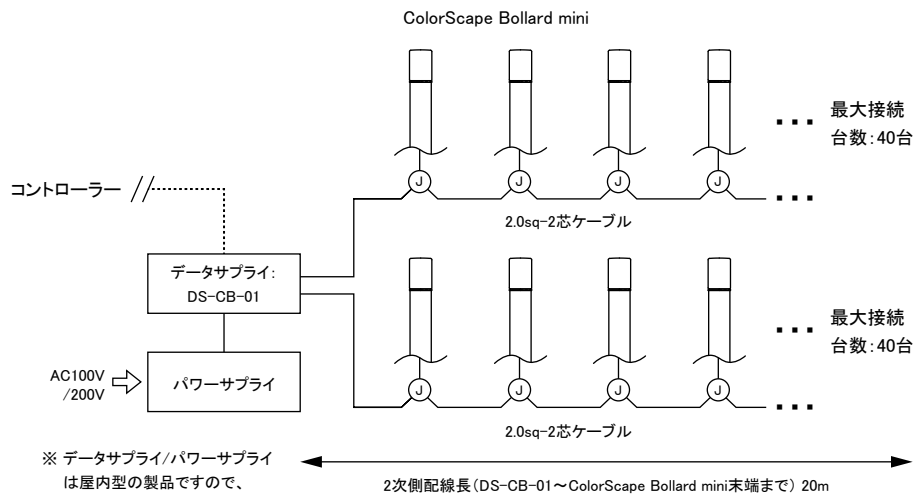 ColorScape Bollard mini
最大接続
台数:40台
コントローラー
J J J J
2.0sq-2芯ケーブル
データサプライ:
DS-CB-01
最大接続
台数:40台
AC100V
/200V
パワーサプライ
J J J J
2.0sq-2芯ケーブル
※ データサプライ/パワーサプライ
は屋内型の製品ですので、
2次側配線長(DS-CB-01～ColorScape Bollard mini末端まで) 20m